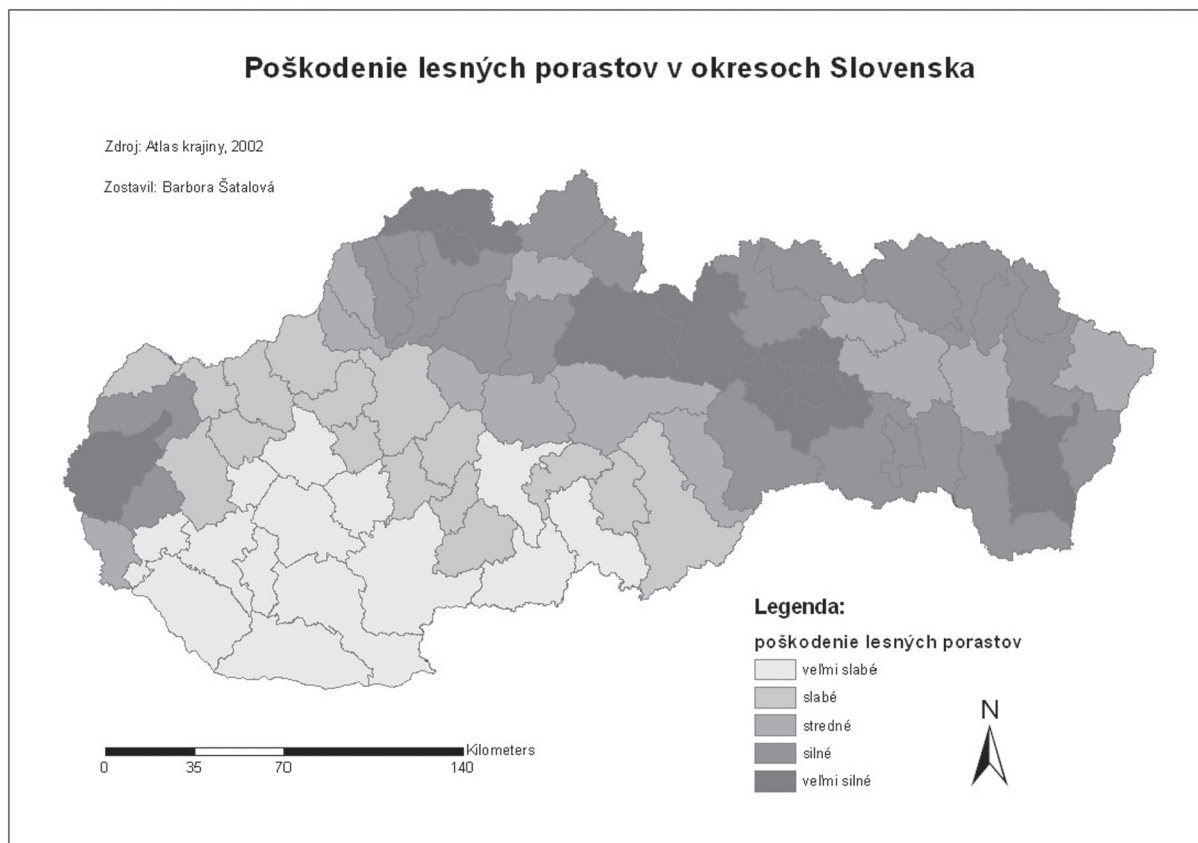 Poškodenie lesných porastov v okresoch Slovenska
Zdroj: Atlas krajiny, 2002
Zostavil: Barbora Šatalová
Legenda:
poškodenie lesných porastov
veľmi slabé
slabé
stredné
silné
veľmi silné
N
Kilometers
0 35 70 140